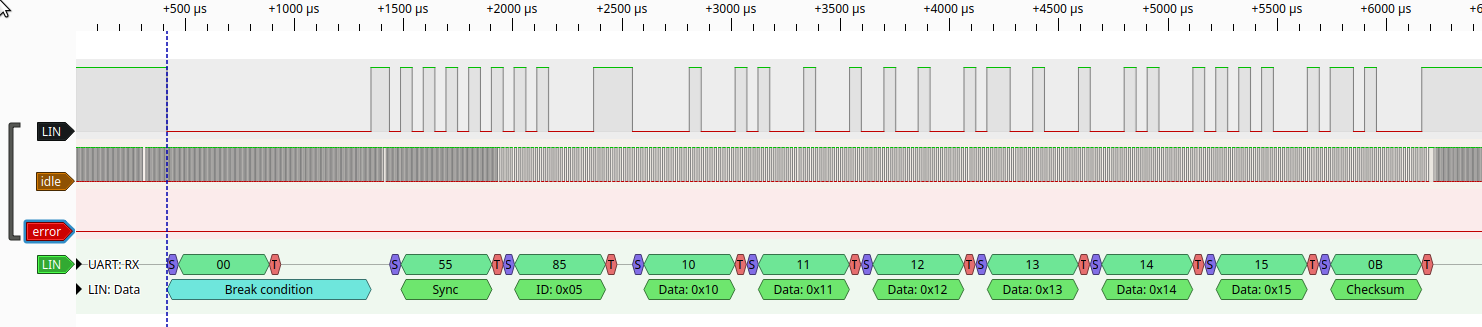 +500 µs +1000 µs +1500 µs +2000 µs +2500 µs +3000 µs +3500 µs +4000 µs +4500 µs +5000 µs +5500 µs +6000 µs +6
LIN
idle
error
LIN UART: RX S 00 T S 55 T S 85 T S 10 T S 11 T S 12 T S 13 T S 14 T S 15 T S 0B T
LIN: Data Break condition Sync ID: 0x05 Data: 0x10 Data: 0x11 Data: 0x12 Data: 0x13 Data: 0x14 Data: 0x15 Checksum